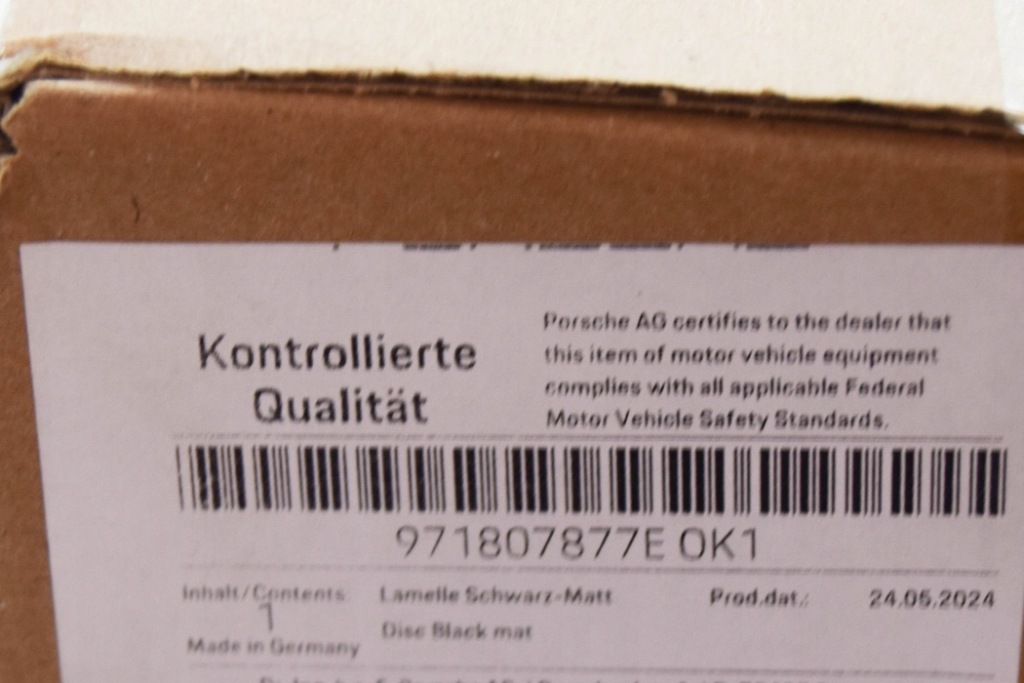 Kontrollierte
Qualität
Porsche AG certifies to the dealer that
this item of motor vehicle equipment
complies with all applicable Federal
Motor Vehicle Safety Standards.
971807877E OK1
Inhalt/Contents
1
Made in Germany
Lamelle Schwarz-Matt
Disc Black mat
Prod.dat.:
24.05.2024